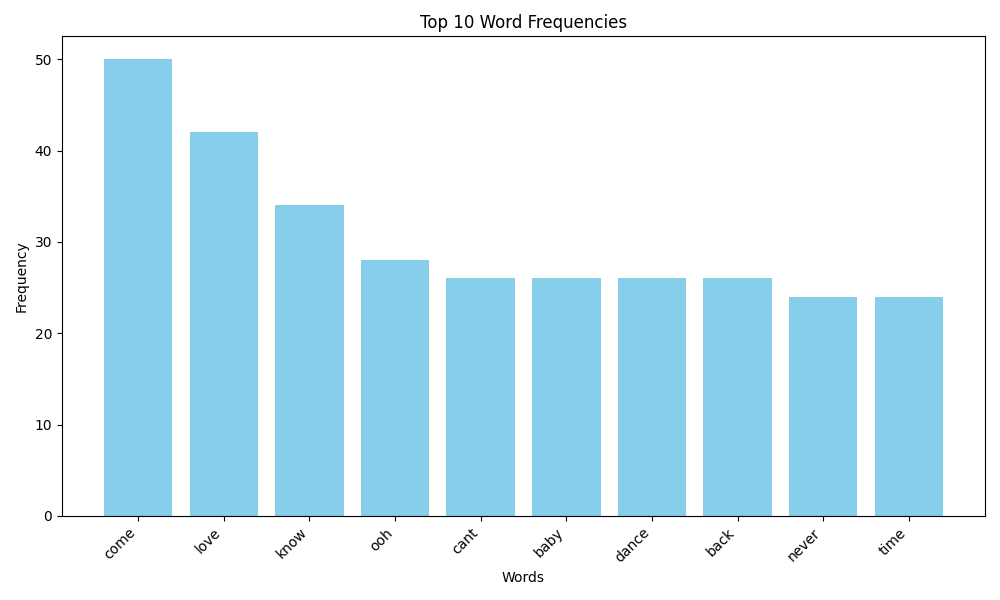 Top 10 Word Frequencies
Frequency
50
40
30
20
10
0
come
love
know
ooh
cant
baby
dance
back
never
time
Words